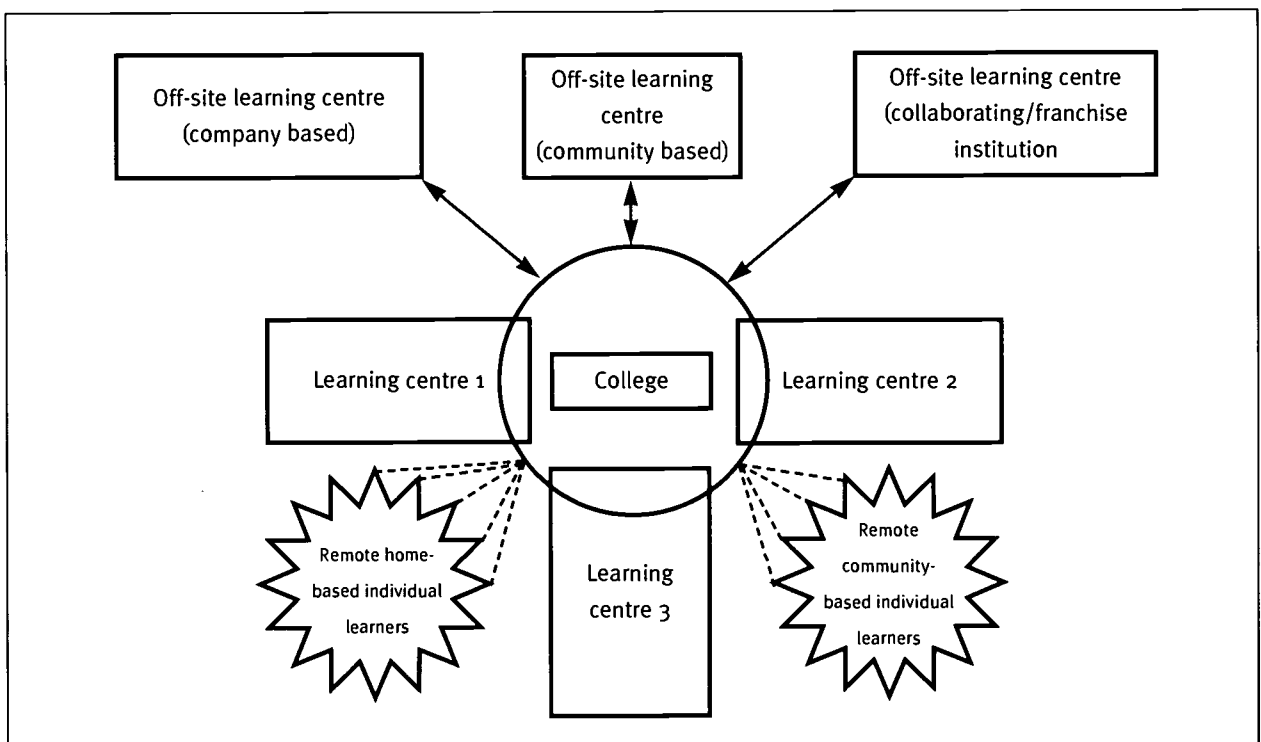 Off-site learning centre
(company based)
Off-site learning
centre
(community based)
Off-site learning centre
(collaborating/franchise
institution
Learning centre 1
College
Learning centre 2
Remote home-
based individual
learners
Learning
centre 3
Remote
community-
based individual
learners